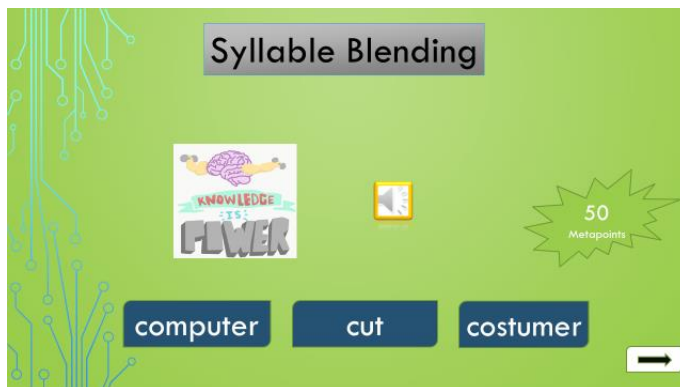 Syllable Blending
KNOWLEDGE
IS
POWER
50
Metapoints
computer
cut
costumer